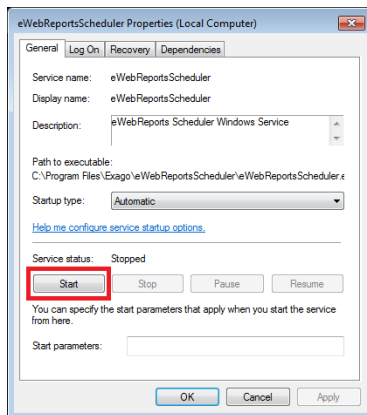 eWebReportsScheduler Properties (Local Computer)
General Log On Recovery Dependencies
Service name: eWebReportsScheduler
Display name: eWebReportsScheduler
Description: eWebReports Scheduler Windows Service
Path to executable:
C:\Program Files\Exago\eWebReportsScheduler\eWebReportsScheduler.e
Startup type: Automatic
Help me configure service startup options.
Service status: Stopped
Start Stop Pause Resume
You can specify the start parameters that apply when you start the service
from here.
Start parameters:
OK Cancel Apply